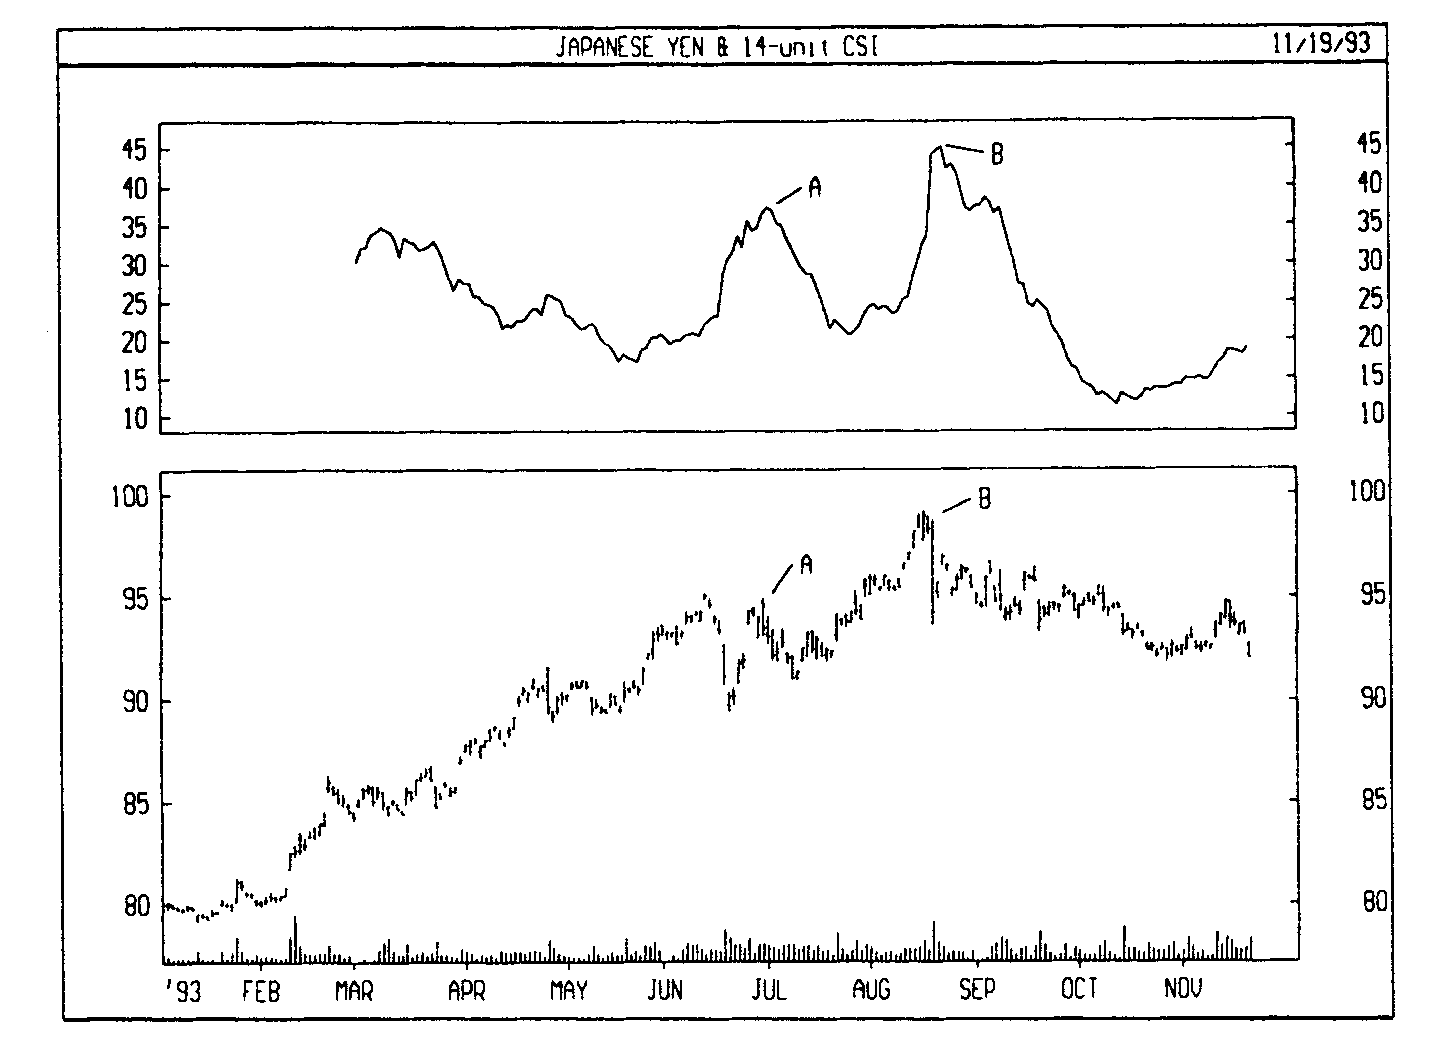 JAPANESE YEN & 14-unit CSI 11/19/93
45 45
40 A B 40
35 35
30 30
25 25
20 20
15 15
10 10
100 B 100
A
95 95
90 90
85 85
80 80
'93 FEB MAR APR MAY JUN JUL AUG SEP OCT NOV